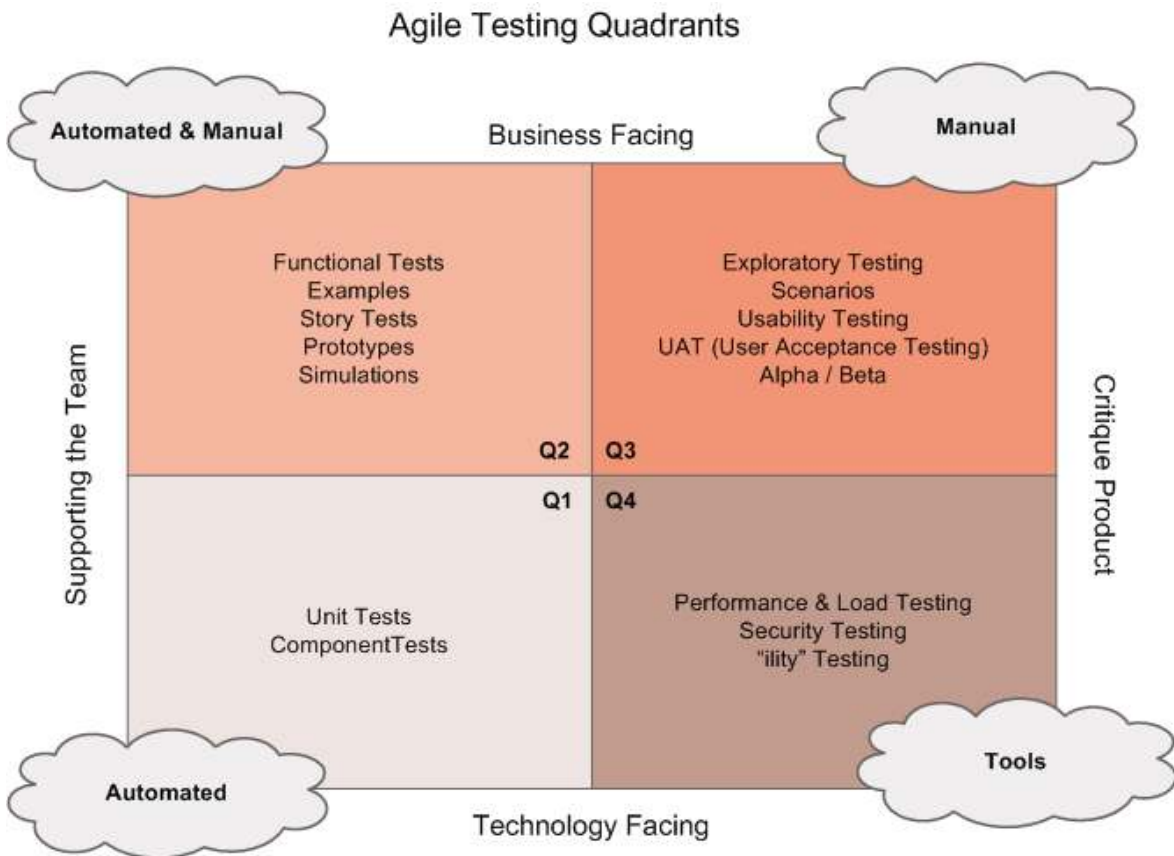 Agile Testing Quadrants
Automated & Manual
Business Facing
Manual
Supporting the Team
Functional Tests
Examples
Story Tests
Prototypes
Simulations
Q2
Exploratory Testing
Scenarios
Usability Testing
UAT (User Acceptance Testing)
Alpha / Beta
Q3
Critique Product
Q1
Unit Tests
ComponentTests
Q4
Performance & Load Testing
Security Testing
“ility” Testing
Automated
Technology Facing
Tools